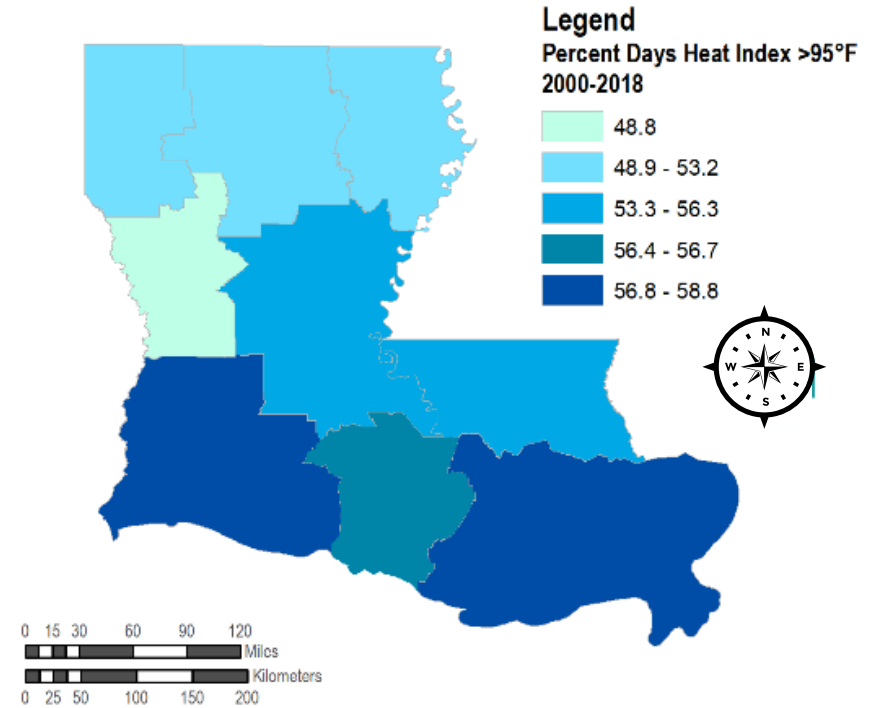 Legend
Percent Days Heat Index >95°F
2000-2018
48.8
48.9 - 53.2
53.3 - 56.3
56.4 - 56.7
56.8 - 58.8
N
W E
S
0 15 30 60 90 120
Miles
Kilometers
0 25 50 100 150 200